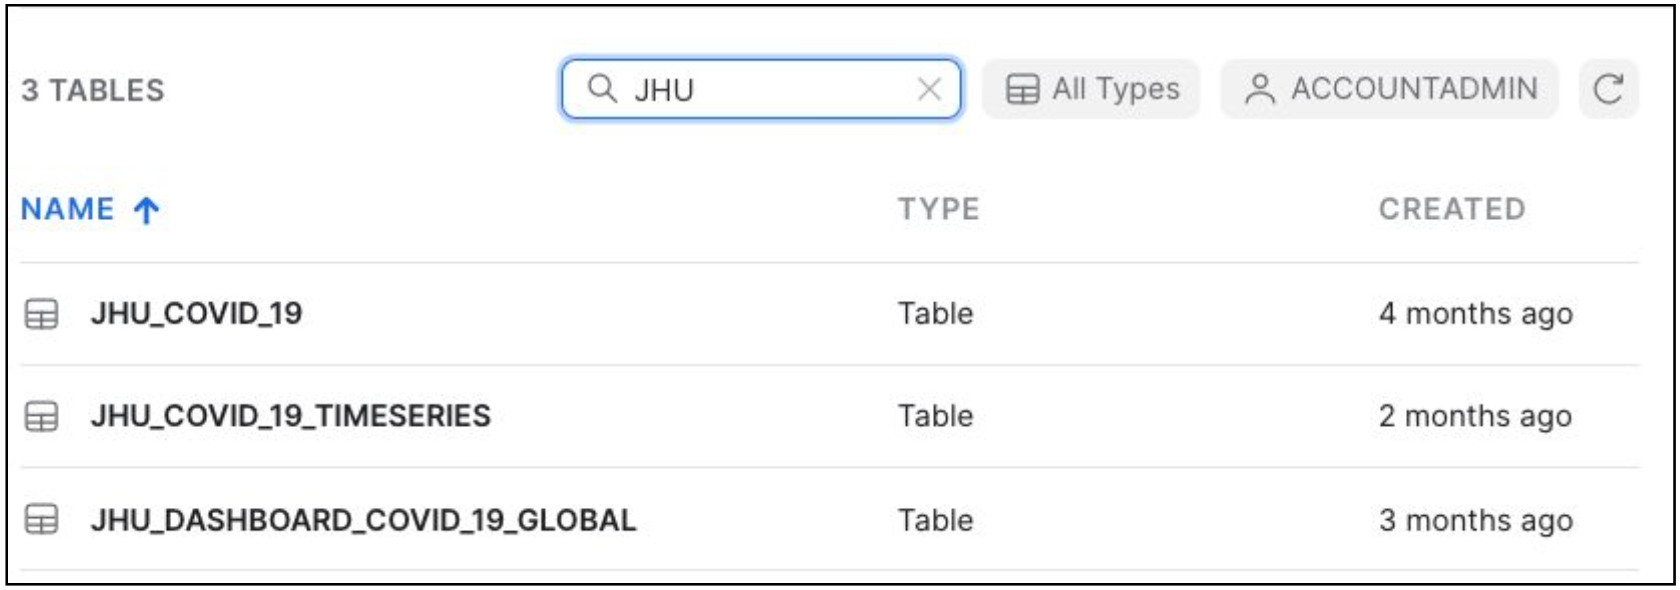 3 TABLES JHU All Types ACCOUNTADMIN
NAME TYPE CREATED
JHU_COVID_19 Table 4 months ago
JHU_COVID_19_TIMESERIES Table 2 months ago
JHU_DASHBOARD_COVID_19_GLOBAL Table 3 months ago